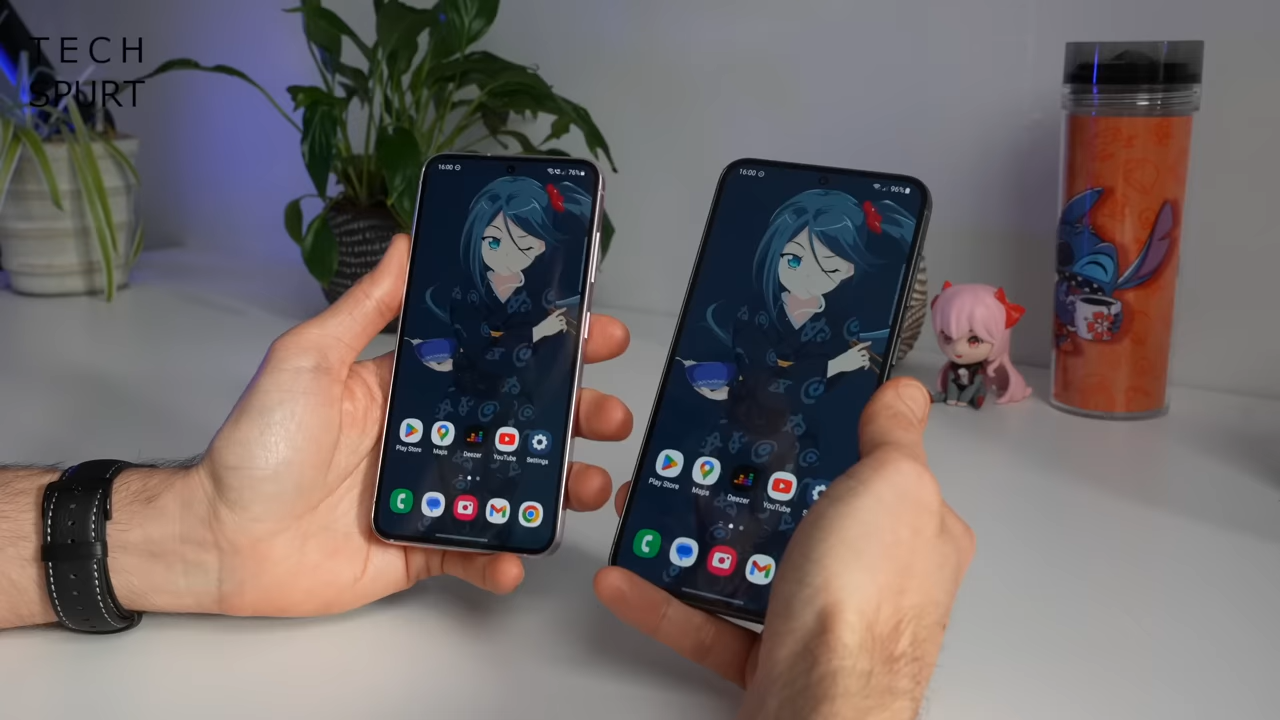 TECH
SPURT
16:00
76%
Play Store
Maps
Deezer
YouTube
Settings
16:00
96%
Play Store
Maps
Deezer
YouTube
S